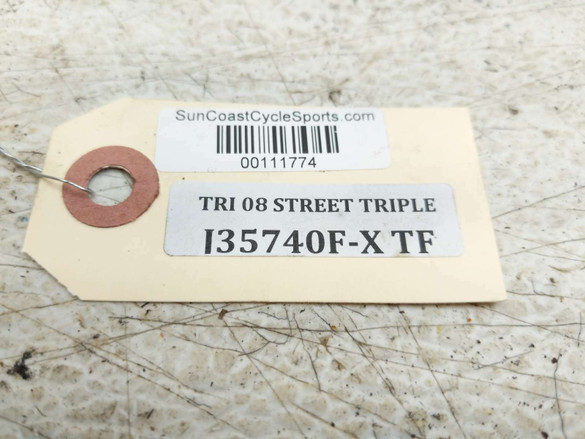 SunCoastCycleSports.com
00111774
TRI 08 STREET TRIPLE
I35740F-X TF